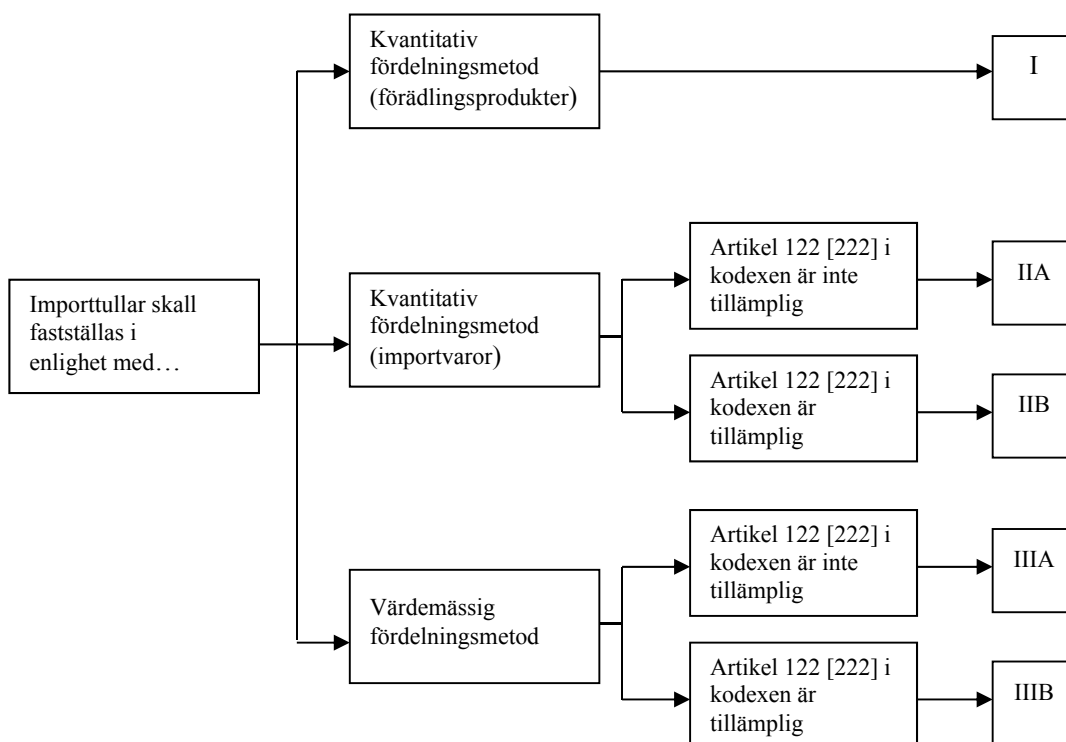 Kvantitativ
fördelningsmetod
(förädlingsprodukter)
I
Importtullar skall
fastställas i
enlighet med…
Kvantitativ
fördelningsmetod
(importvaror)
Artikel 122 [222] i
kodexen är inte
tillämplig
IIA
Artikel 122 [222] i
kodexen är
tillämplig
IIB
Värdemässig
fördelningsmetod
Artikel 122 [222] i
kodexen är inte
tillämplig
IIIA
Artikel 122 [222] i
kodexen är
tillämplig
IIIB